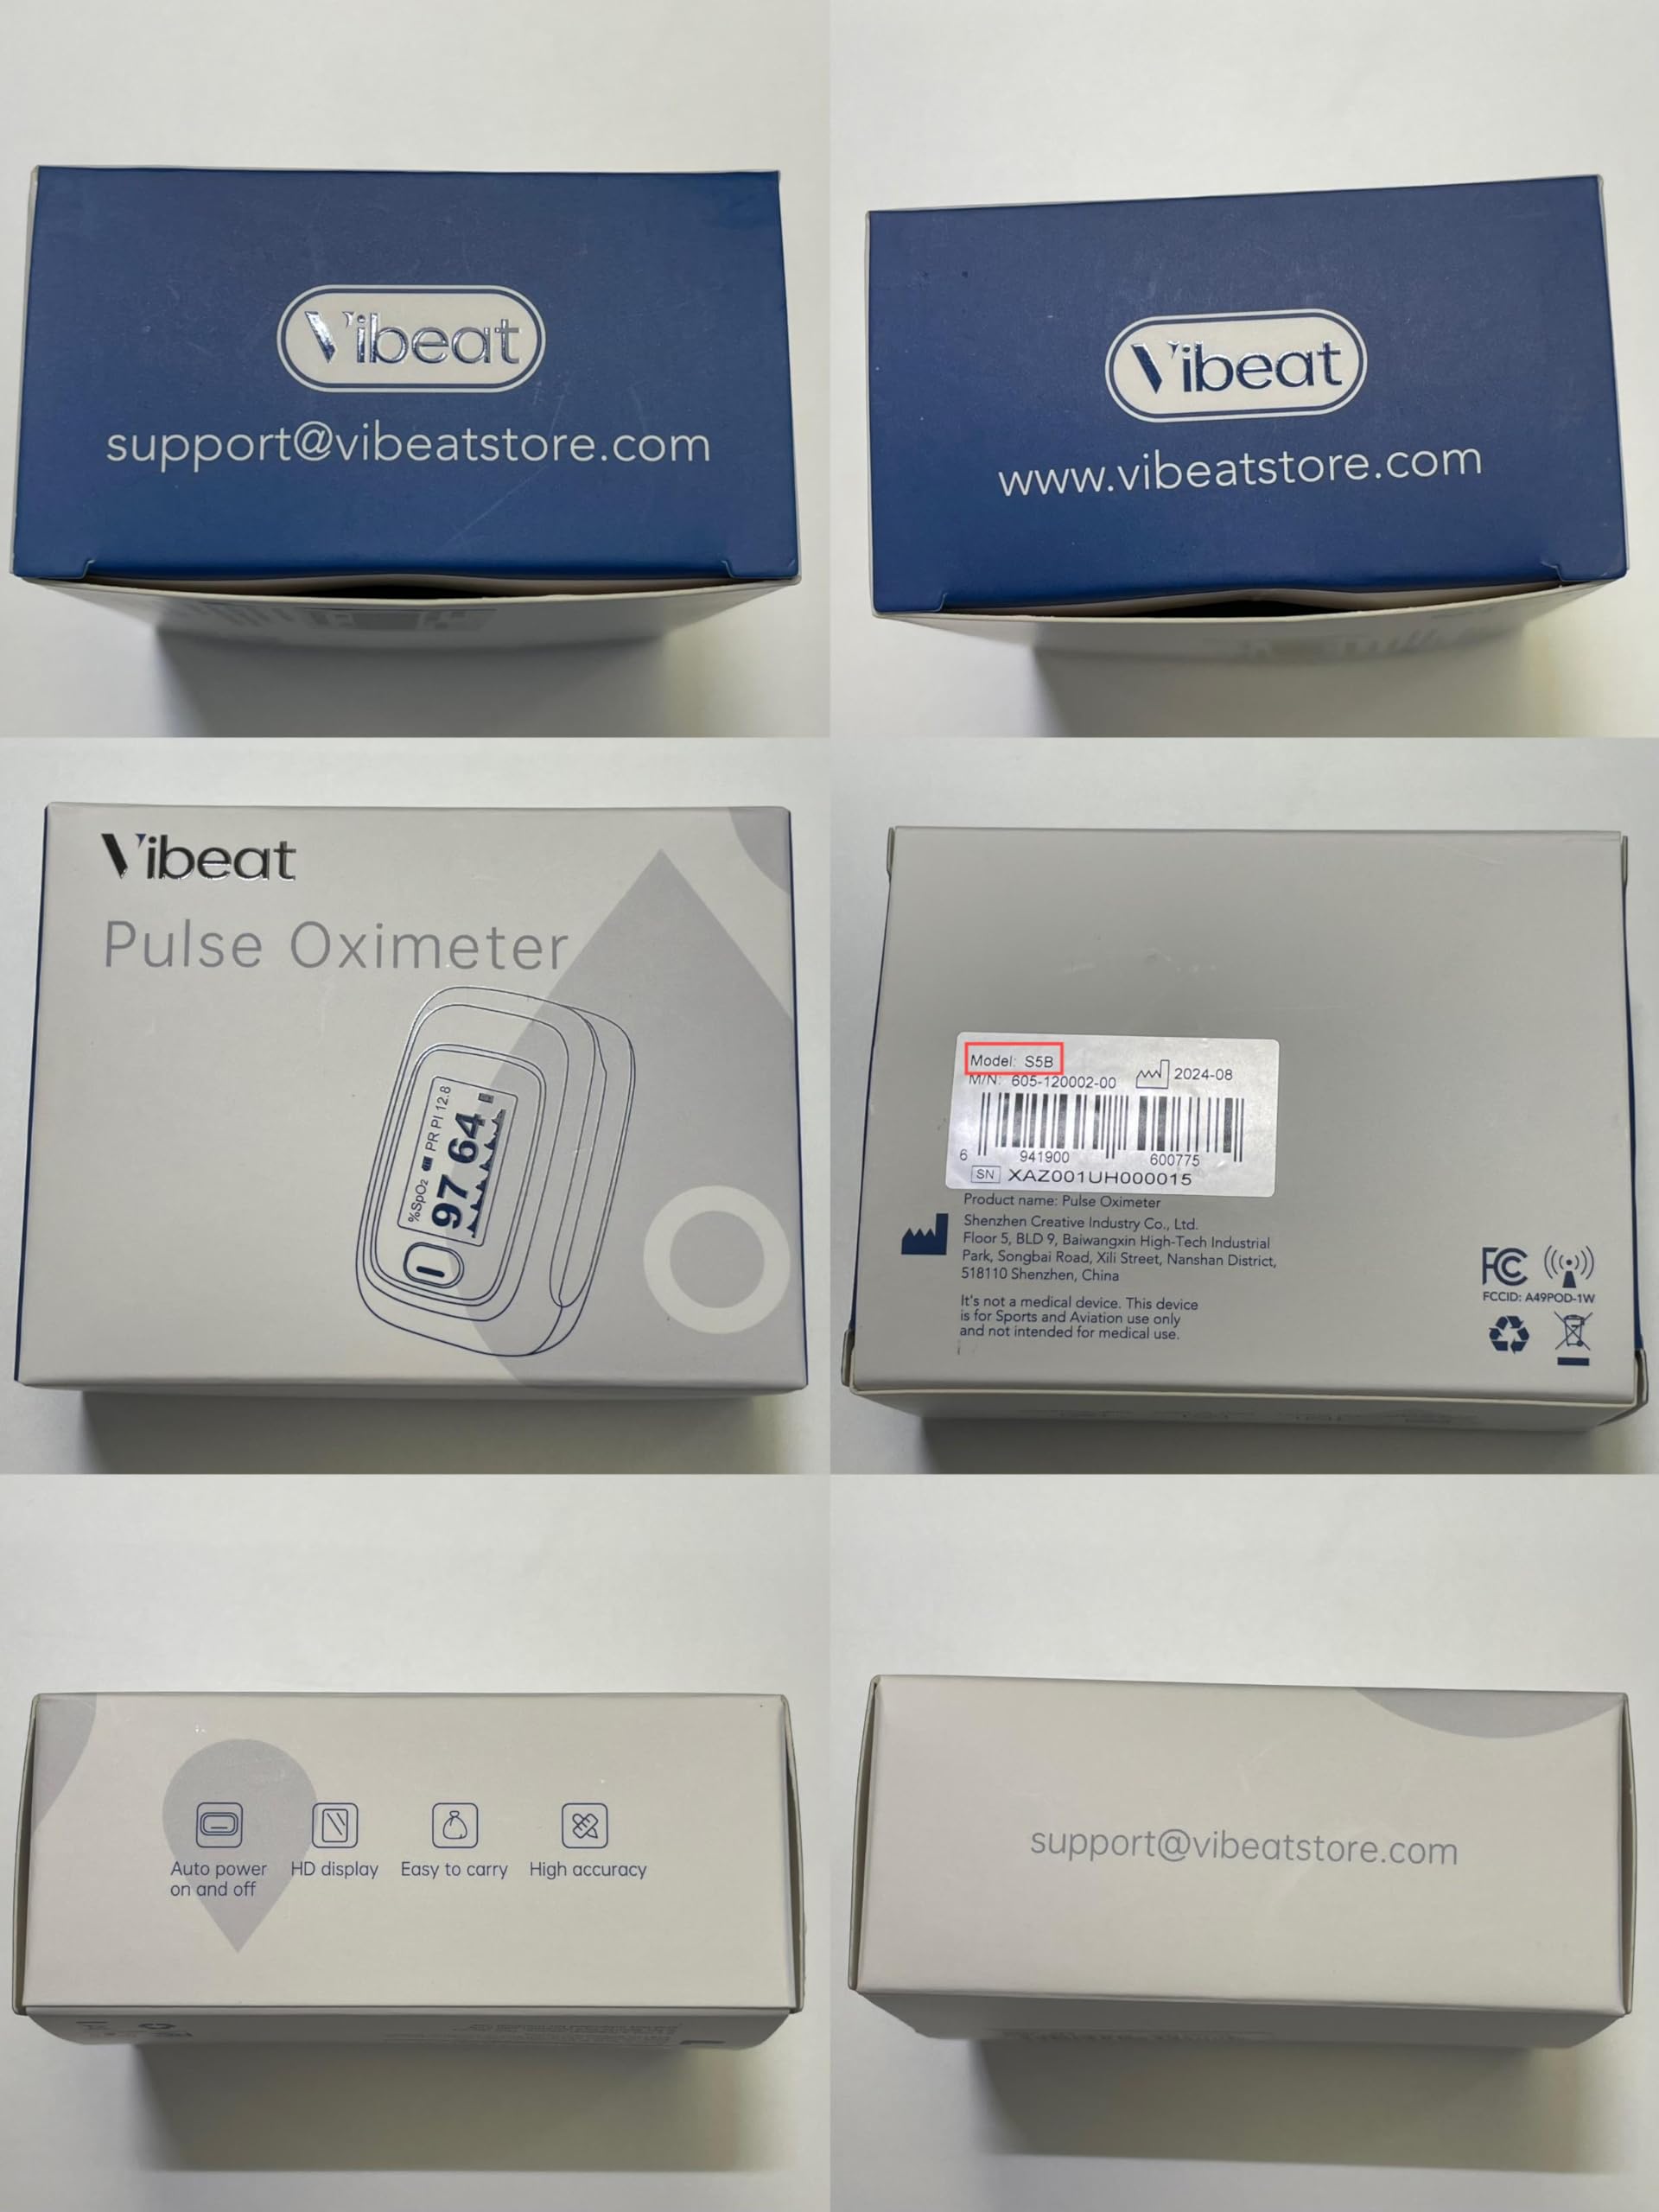 Vibeat
support@vibeatstore.com
Vibeat
www.vibeatstore.com
Vibeat
Pulse Oximeter
%SpO₂ PR PI 12.8
97 64
Model: S5B
M/N: 605-120002-00 2024-08
6 941900 600775
SN XAZ001UH000015
Product name: Pulse Oximeter
Shenzhen Creative Industry Co., Ltd.
Floor 5, BLD 9, Baiwangxin High-Tech Industrial
Park, Songbai Road, Xili Street, Nanshan District,
518110 Shenzhen, China
It's not a medical device. This device
is for Sports and Aviation use only
and not intended for medical use.
FC
FCCID: A49POD-1W
Auto power
on and off
HD display
Easy to carry
High accuracy
support@vibeatstore.com